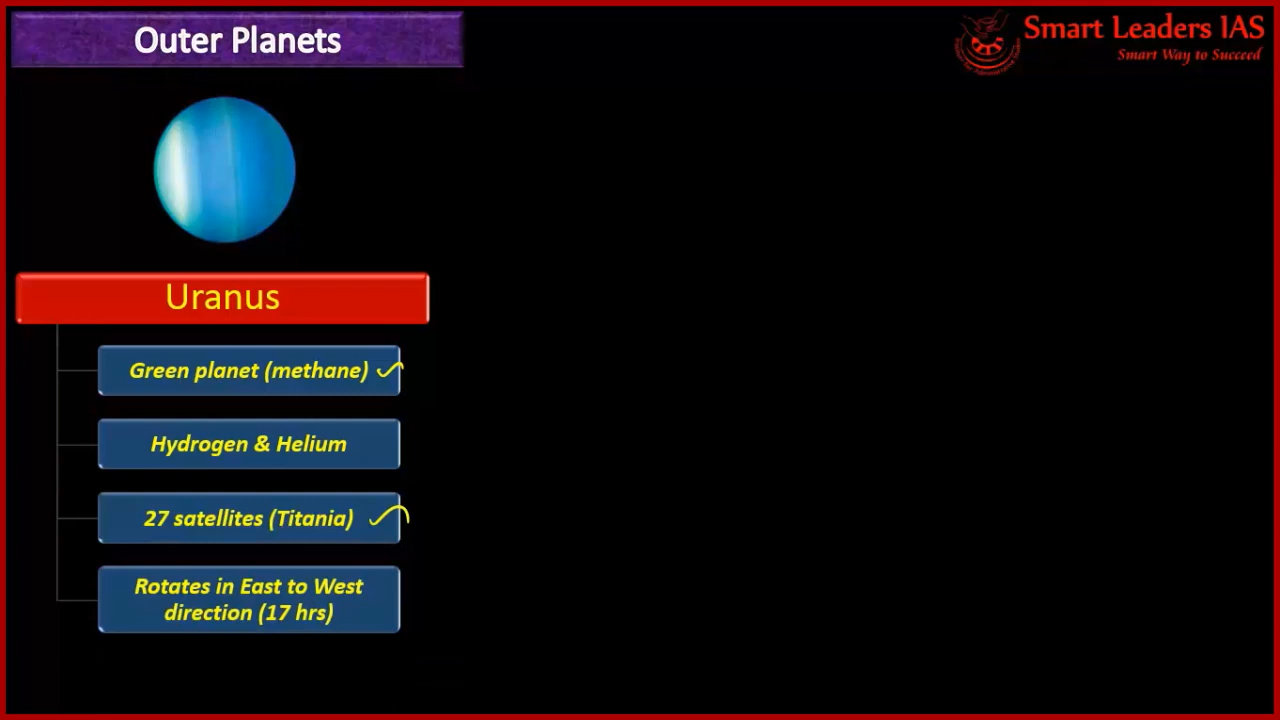 Outer Planets
Smart Leaders IAS
Smart Way to Succeed
Uranus
Green planet (methane)
Hydrogen & Helium
27 satellites (Titania)
Rotates in East to West
direction (17 hrs)